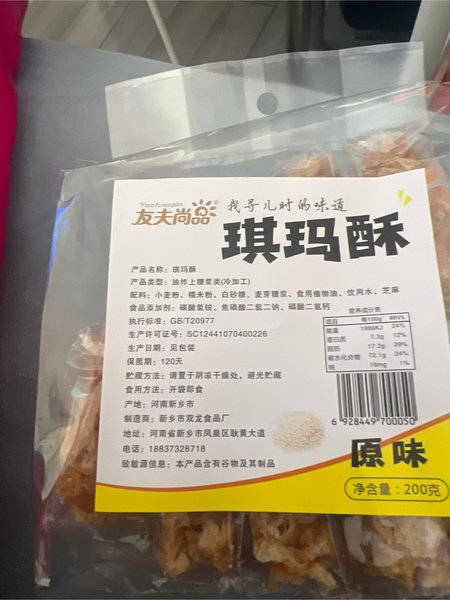 Yoofusopin
友夫尚品
找寻儿时的味道
琪玛酥
产品名称：琪玛酥
产品类型：油炸上糖浆类(冷加工)
配料：小麦粉、糯米粉、白砂糖、麦芽糖浆、食用植物油、饮用水、芝麻
食品添加剂：碳酸氢铵、焦磷酸二氢二钠、磷酸二氢钙
执行标准：GB/T20977
生产许可证号：SC12441070400226
生产日期：见包装
保质期：120天
贮藏方法：请置于阴凉干燥处，避光贮藏
食用方法：开袋即食
产地：河南新乡市
制造商：新乡市双龙食品厂
地址：河南省新乡市凤泉区耿黄大道
电话：18837328718
致敏源信息：本产品含有谷物及其制品
营养成分表
项目 每100g NRV%
能量 1986KJ 24%
蛋白质 7.3g 12%
脂肪 17.2g 29%
碳水化合物 72.1g 24%
钠 19mg 1%
6 928449 700050
原味
净含量：200克